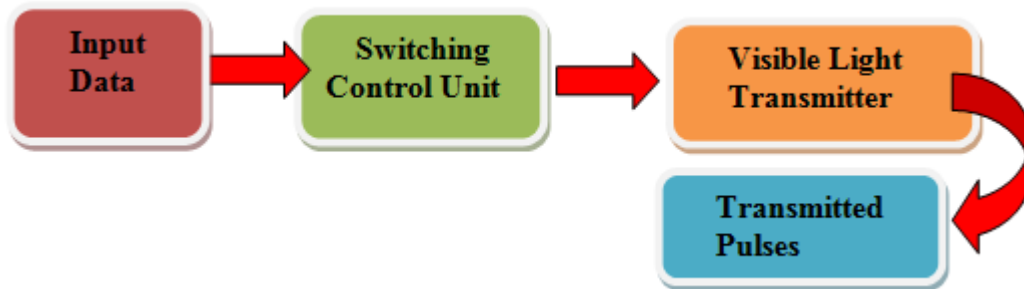 Input
Data
Switching
Control Unit
Visible Light
Transmitter
Transmitted
Pulses